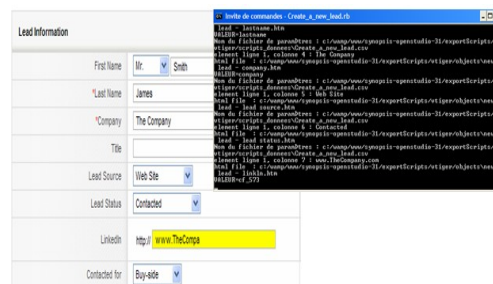 Lead Information
First Name
Mr.
Smith
*Last Name
James
*Company
The Company
Title
Lead Source
Web Site
Lead Status
Contacted
LinkedIn
http://
www.TheCompa
Contacted for
Buy-side
Invite de commandes - Create_a_new_lead.rb
lead - lastname.htm
VALEUR=lastname
Nom du fichier de paramÞtres : c:/wamp/www/synopsis-openstudio-31/exportScripts/
vtiger/scripts_donnees\Create_a_new_lead.csv
element ligne 1, colonne 4 : The Company
html file : c:/wamp/www/synopsis-openstudio-31/exportScripts/vtiger/objects\new
lead - company.htm
VALEUR=company
Nom du fichier de paramÞtres : c:/wamp/www/synopsis-openstudio-31/exportScripts/
vtiger/scripts_donnees\Create_a_new_lead.csv
element ligne 1, colonne 5 : Web Site
html file : c:/wamp/www/synopsis-openstudio-31/exportScripts/vtiger/objects\new
lead - lead source.htm
Nom du fichier de paramÞtres : c:/wamp/www/synopsis-openstudio-31/exportScripts/
vtiger/scripts_donnees\Create_a_new_lead.csv
element ligne 1, colonne 6 : Contacted
html file : c:/wamp/www/synopsis-openstudio-31/exportScripts/vtiger/objects\new
lead - lead status.htm
Nom du fichier de paramÞtres : c:/wamp/www/synopsis-openstudio-31/exportScripts/
vtiger/scripts_donnees\Create_a_new_lead.csv
element ligne 1, colonne 7 : www.TheCompany.com
html file : c:/wamp/www/synopsis-openstudio-31/exportScripts/vtiger/objects\new
lead - linkIn.htm
VALEUR=cf_573